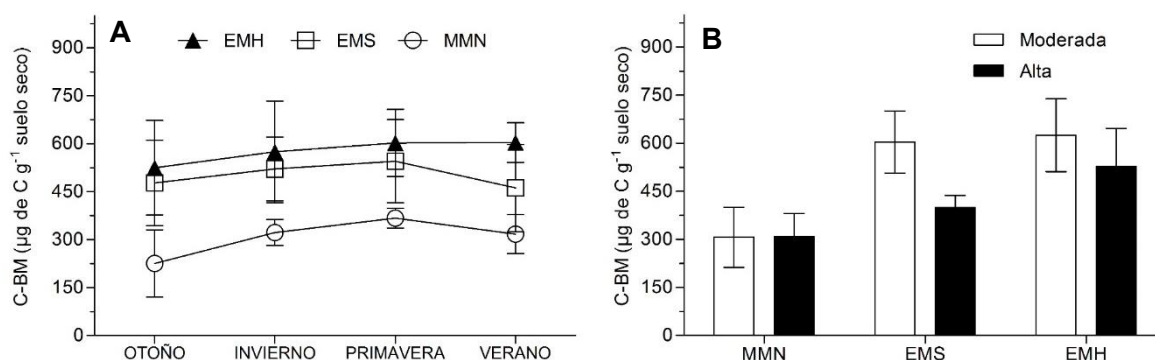 A
EMH EMS MMN
C-BM (µg de C g⁻¹ suelo seco)
900
750
600
450
300
150
0
OTOÑO INVIERNO PRIMAVERA VERANO
B
Moderada
Alta
C-BM (µg de C g⁻¹ suelo seco)
900
750
600
450
300
150
0
MMN EMS EMH